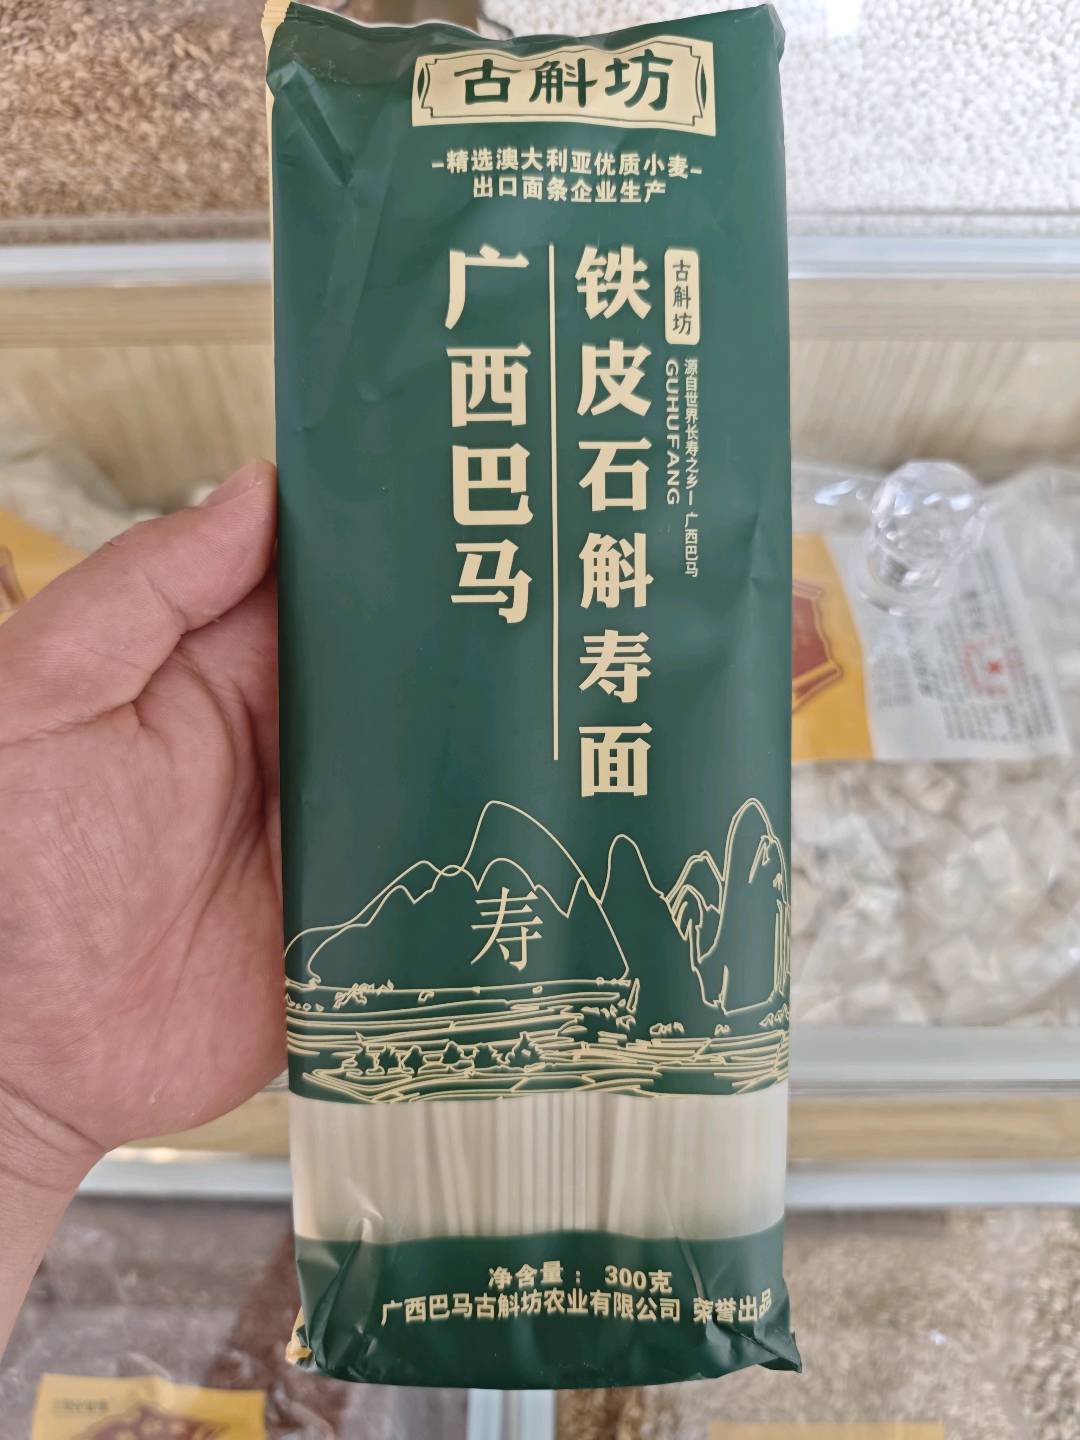 古斛坊
-精选澳大利亚优质小麦-
出口面条企业生产
古斛坊
GUHUFANG
源自世界长寿之乡— 广西巴马
铁皮石斛寿面
广西巴马
寿
净含量: 300克
广西巴马古斛坊农业有限公司 荣誉出品